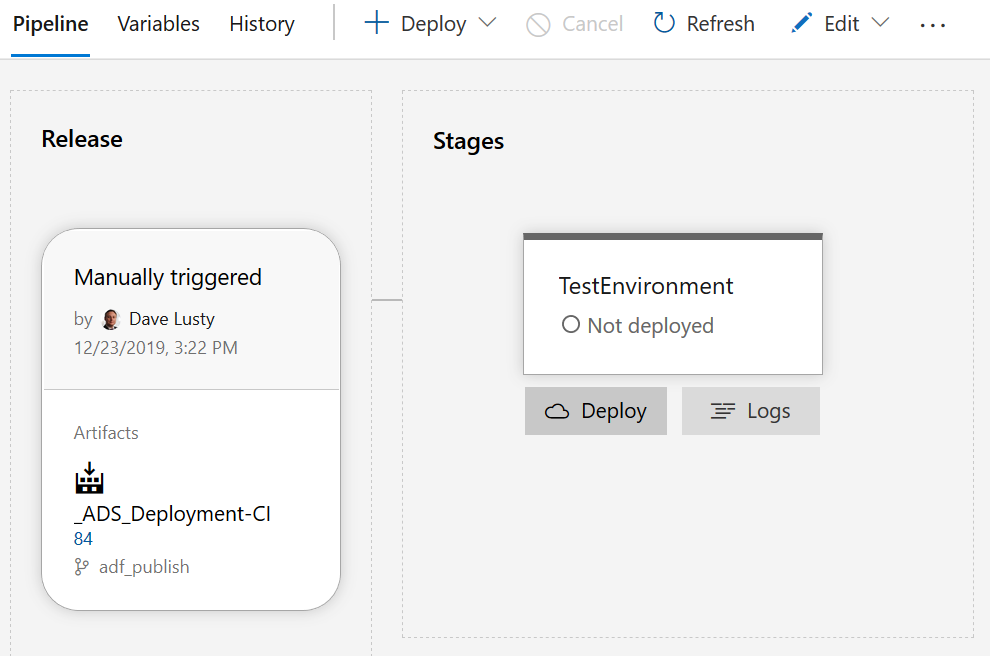 Pipeline Variables History Deploy Cancel Refresh Edit ...
Release
Manually triggered
by Dave Lusty
12/23/2019, 3:22 PM
Artifacts
_ADS_Deployment-CI
84
adf_publish
Stages
TestEnvironment
Not deployed
Deploy Logs